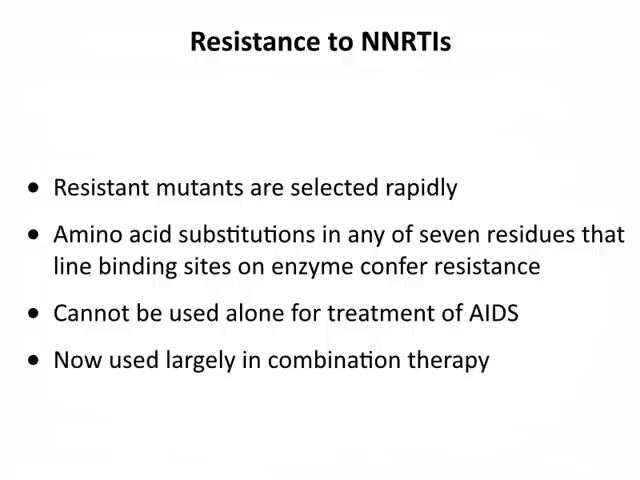 Resistance to NNRTIs
• Resistant mutants are selected rapidly
• Amino acid substitutions in any of seven residues that
line binding sites on enzyme confer resistance
• Cannot be used alone for treatment of AIDS
• Now used largely in combination therapy